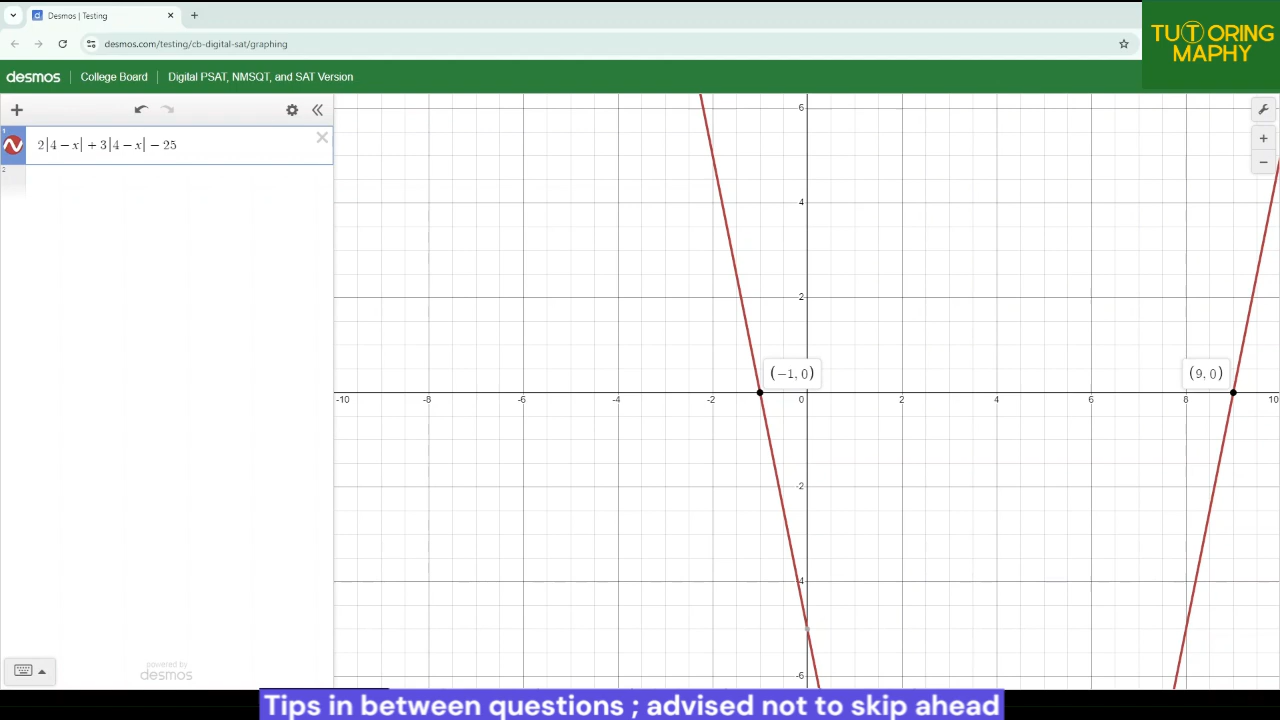 Desmos | Testing
desmos.com/testing/cb-digital-sat/graphing
TUTORING
MAPHY
desmos
College Board
Digital PSAT, NMSQT, and SAT Version
1
2|4 − x| + 3|4 − x| − 25
2
6
4
2
(−1, 0)
(9, 0)
-10 -8 -6 -4 -2 0 2 4 6 8 10
-2
-4
-6
powered by
desmos
Tips in between questions ; advised not to skip ahead